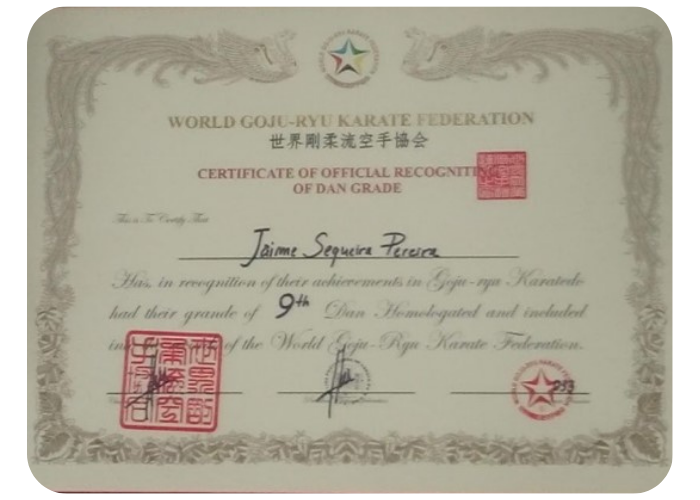 WORLD GOJU-RYU KARATE FEDERATION
世界剛柔流空手協会
CERTIFICATE OF OFFICIAL RECOGNITI
OF DAN GRADE
This is To Certify That
Jaime Sequeira Pereira
Has, in recognition of their achievements in Goju-ryu Karatedo
had their grande of 9th Dan Homologated and included
in of the World Goju-Ryu Karate Federation.
253